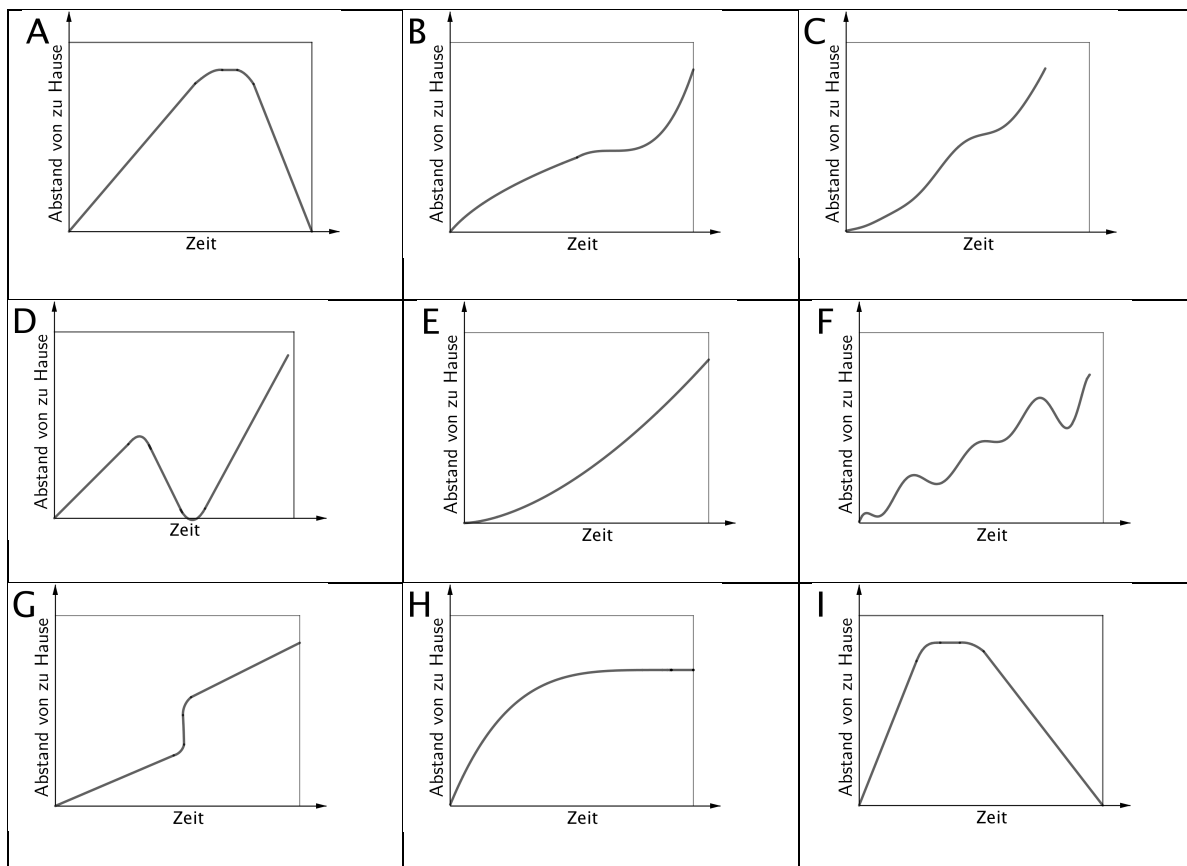 A
Abstand von zu Hause
Zeit
B
Abstand von zu Hause
Zeit
C
Abstand von zu Hause
Zeit
D
Abstand von zu Hause
Zeit
E
Abstand von zu Hause
Zeit
F
Abstand von zu Hause
Zeit
G
Abstand von zu Hause
Zeit
H
Abstand von zu Hause
Zeit
I
Abstand von zu Hause
Zeit